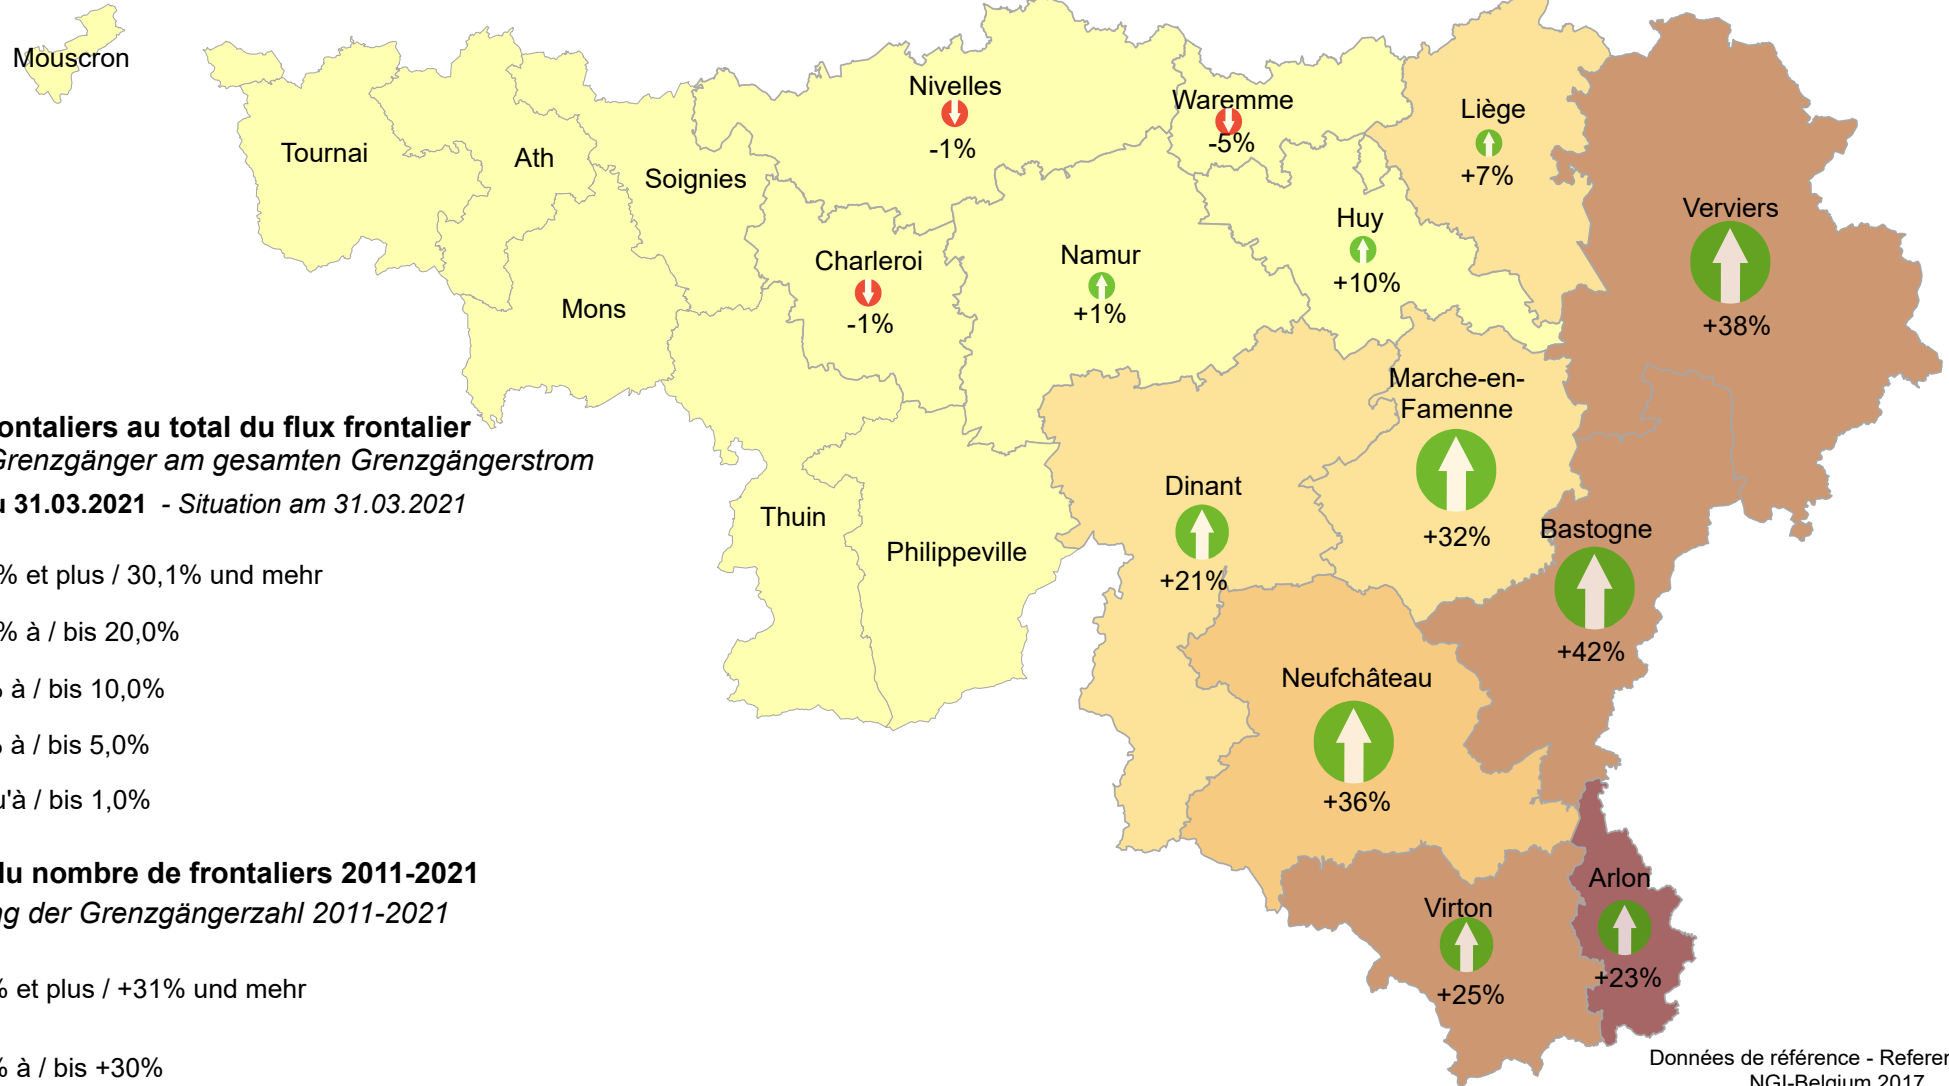 Mouscron
Tournai
Ath
Soignies
Mons
Nivelles
-1%
Waremme
-5%
Liège
+7%
Verviers
+38%
Huy
+10%
Charleroi
-1%
Namur
+1%
Marche-en-
Famenne
+32%
Dinant
+21%
Bastogne
+42%
Thuin
Philippeville
Neufchâteau
+36%
Virton
+25%
Arlon
+23%
ontaliers au total du flux frontalier
Grenzgänger am gesamten Grenzgängerstrom
u 31.03.2021 - Situation am 31.03.2021
% et plus / 30,1% und mehr
% à / bis 20,0%
à / bis 10,0%
à / bis 5,0%
u'à / bis 1,0%
du nombre de frontaliers 2011-2021
ng der Grenzgängerzahl 2011-2021
% et plus / +31% und mehr
% à / bis +30%
Données de référence - Referen
NGI-Belgium 2017